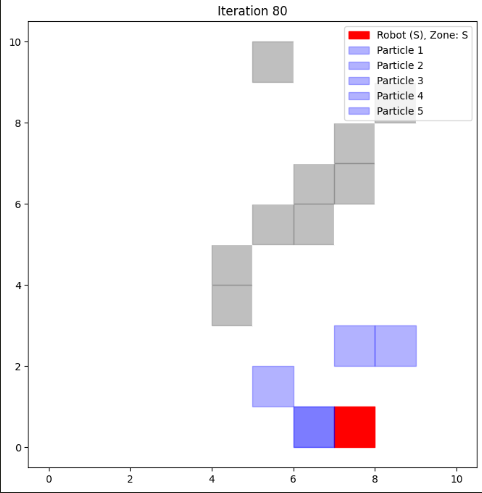 Iteration 80
Robot (S), Zone: S
Particle 1
Particle 2
Particle 3
Particle 4
Particle 5
10
8
6
4
2
0
0 2 4 6 8 10